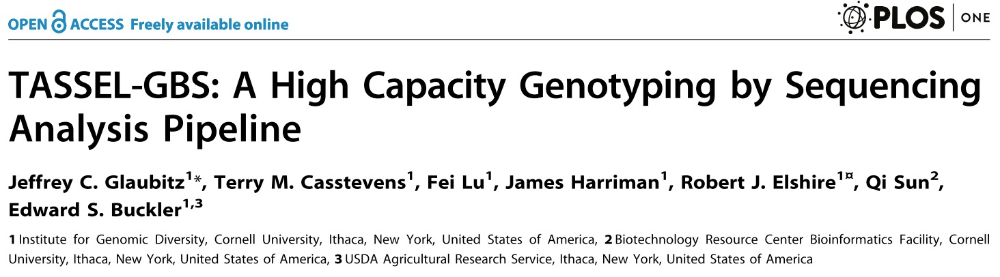 OPEN ACCESS Freely available online
PLOS ONE
TASSEL-GBS: A High Capacity Genotyping by Sequencing
Analysis Pipeline
Jeffrey C. Glaubitz1*, Terry M. Casstevens1, Fei Lu1, James Harriman1, Robert J. Elshire1¤, Qi Sun2,
Edward S. Buckler1,3
1 Institute for Genomic Diversity, Cornell University, Ithaca, New York, United States of America, 2 Biotechnology Resource Center Bioinformatics Facility, Cornell
University, Ithaca, New York, United States of America, 3 USDA Agricultural Research Service, Ithaca, New York, United States of America